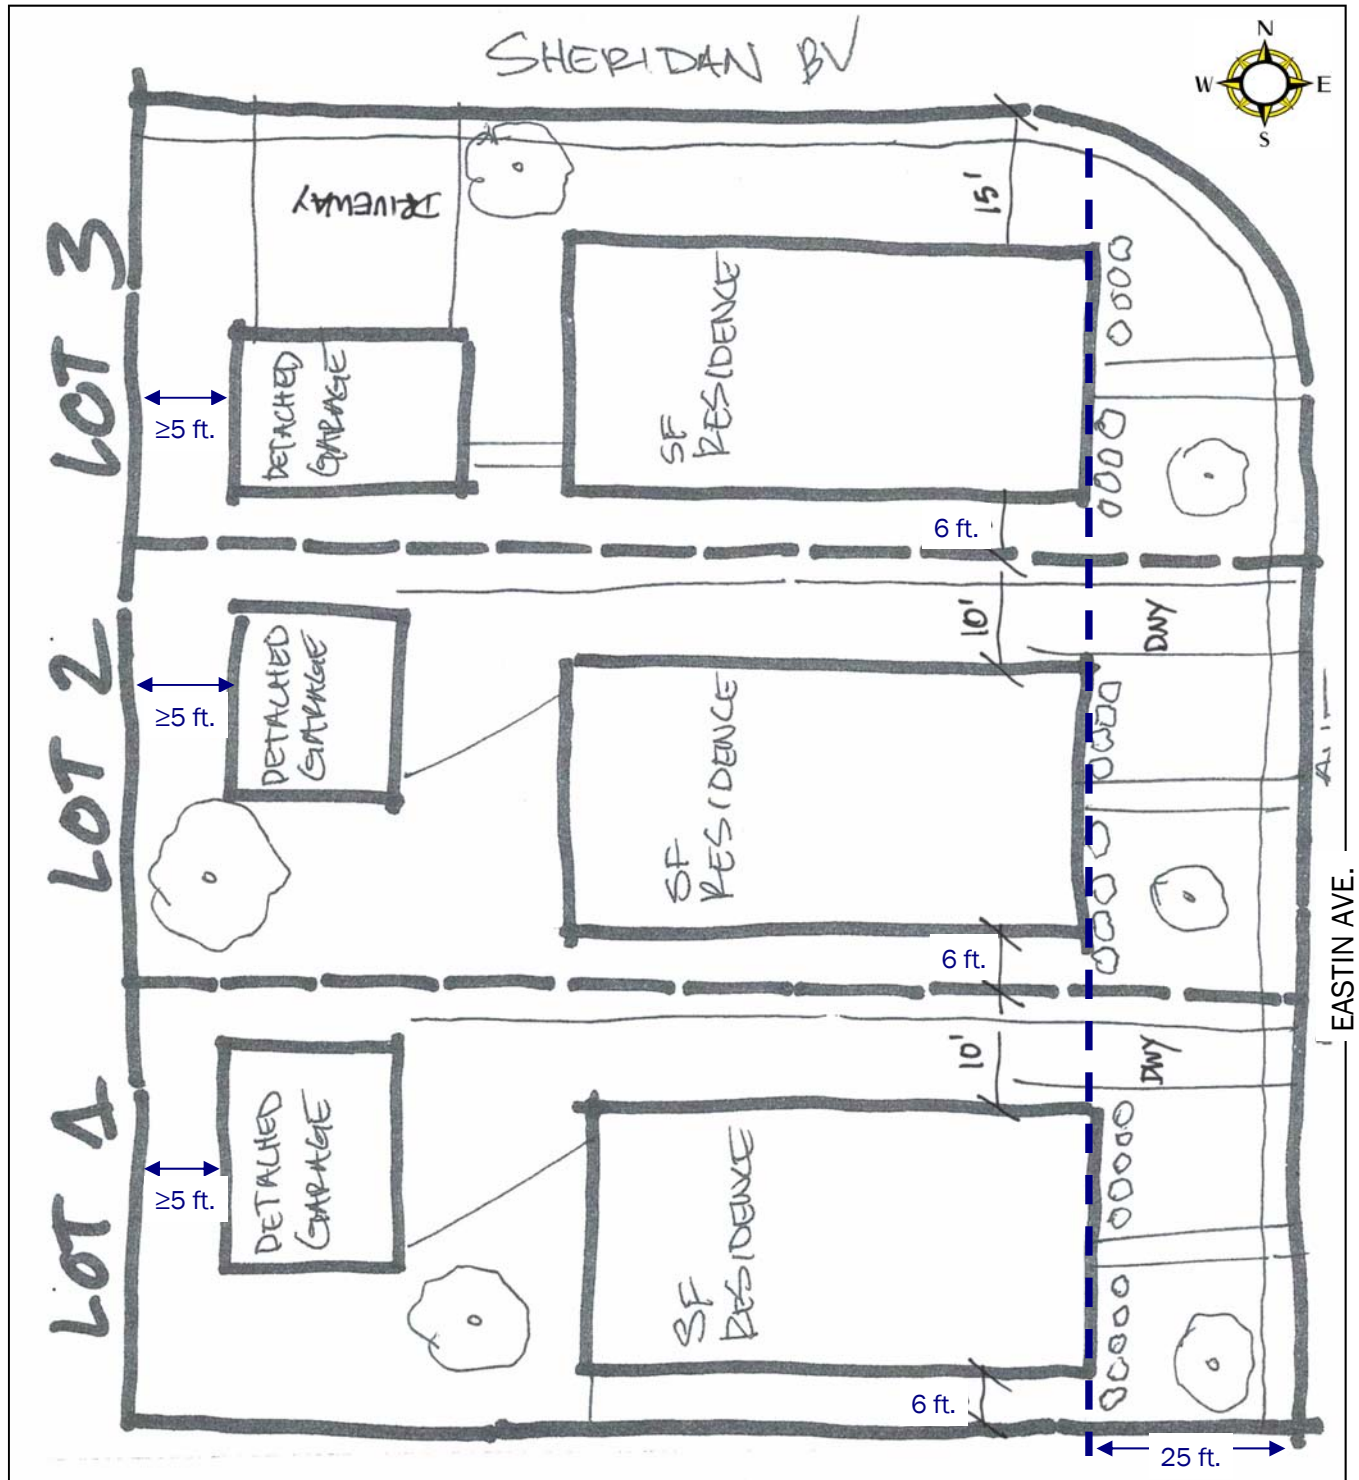 SHERIDAN BV
N
W
E
S
DRIVEWAY
15'
LOT 3
DETACHED
GARAGE
SF
RESIDENCE
≥5 ft.
6 ft.
10'
DWY
LOT 2
DETACHED
GARAGE
SF
RESIDENCE
≥5 ft.
6 ft.
EASTIN AVE.
10'
DWY
LOT 1
DETACHED
GARAGE
SF
RESIDENCE
≥5 ft.
6 ft.
25 ft.